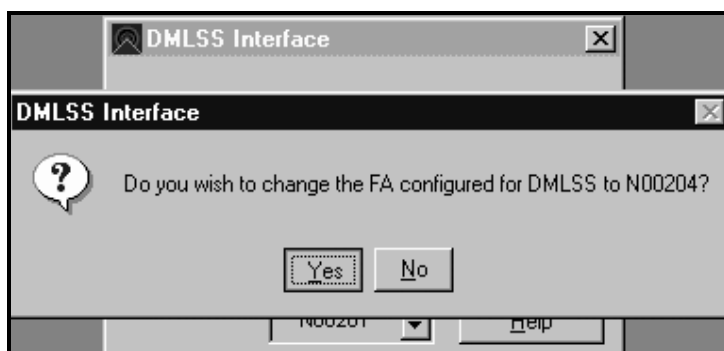 DMLSS Interface
DMLSS Interface
Do you wish to change the FA configured for DMLSS to N00204?
Yes No
N00201 Help